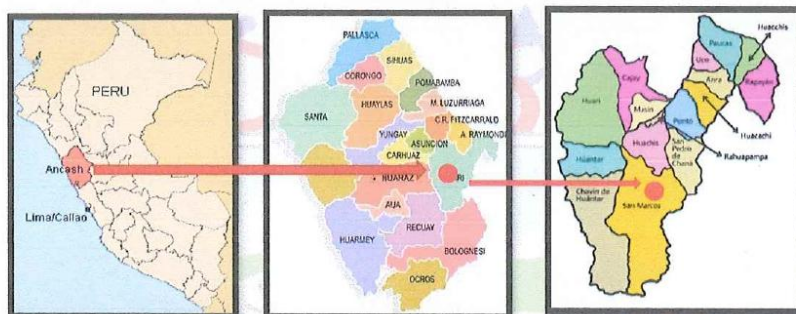 PERU
Ancash
Lima/Callao
PALLASCA
SIHUAS
CORONGO
POMABAMBA
HUAYLAS
M. LUZURRIAGA
SANTA
C.R. FITZCARRALD
YUNGAY
A. RAYMONDI
ASUNCION
CARHUAZ
HUARAZ
RI
AIJA
RECUAY
HUARMEY
BOLOGNESI
OCROS
Huacchis
Paucas
Uco
Cajay
Rapayán
Anra
Huari
Masin
Ponto
Huacachi
Huachis
San
Pedro
de
Chaná
Rahuapampa
Huántar
Chavín de
Huántar
San Marcos